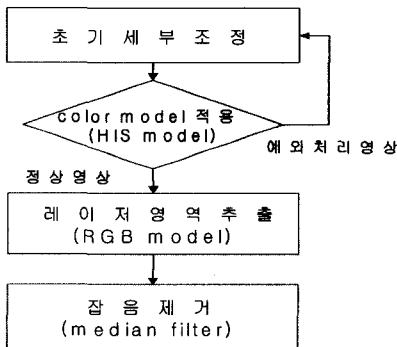 초 기 세 부 조 정
color model 적용
(HIS model)
예 와 처 리 영 상
정 상 영 상
레 이 저 영 역 추 출
(RGB model)
잡 음 제 거
(median filter)